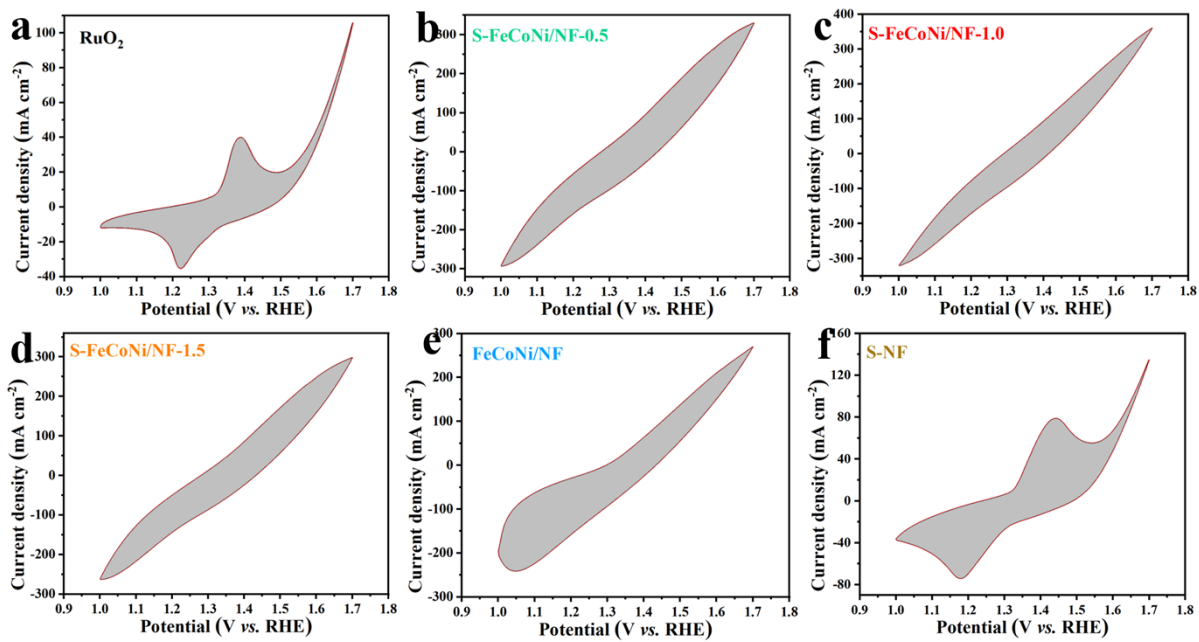 a
RuO₂
Current density (mA cm⁻²)
100
80
60
40
20
0
-20
-40
0.9 1.0 1.1 1.2 1.3 1.4 1.5 1.6 1.7 1.8
Potential (V vs. RHE)
b
S-FeCoNi/NF-0.5
Current density (mA cm⁻²)
300
200
100
0
-100
-200
-300
0.9 1.0 1.1 1.2 1.3 1.4 1.5 1.6 1.7 1.8
Potential (V vs. RHE)
c
S-FeCoNi/NF-1.0
Current density (mA cm⁻²)
400
300
200
100
0
-100
-200
-300
0.9 1.0 1.1 1.2 1.3 1.4 1.5 1.6 1.7 1.8
Potential (V vs. RHE)
d
S-FeCoNi/NF-1.5
Current density (mA cm⁻²)
300
200
100
0
-100
-200
-300
0.9 1.0 1.1 1.2 1.3 1.4 1.5 1.6 1.7 1.8
Potential (V vs. RHE)
e
FeCoNi/NF
Current density (mA cm⁻²)
300
200
100
0
-100
-200
-300
0.9 1.0 1.1 1.2 1.3 1.4 1.5 1.6 1.7 1.8
Potential (V vs. RHE)
f
S-NF
Current density (mA cm⁻²)
160
120
80
40
0
-40
-80
0.9 1.0 1.1 1.2 1.3 1.4 1.5 1.6 1.7 1.8
Potential (V vs. RHE)